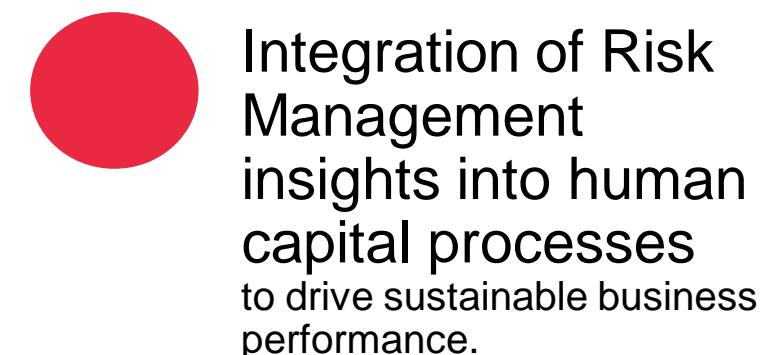 Integration of Risk
Management
insights into human
capital processes
to drive sustainable business
performance.